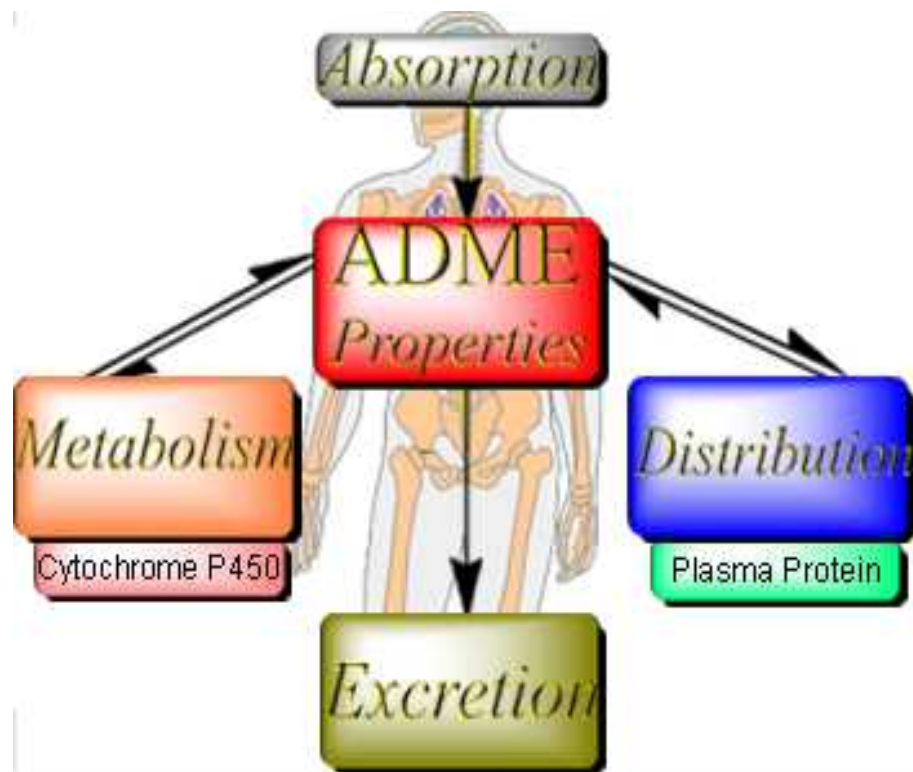 Absorption
ADME
Properties
Metabolism
Distribution
Cytochrome P450
Plasma Protein
Excretion